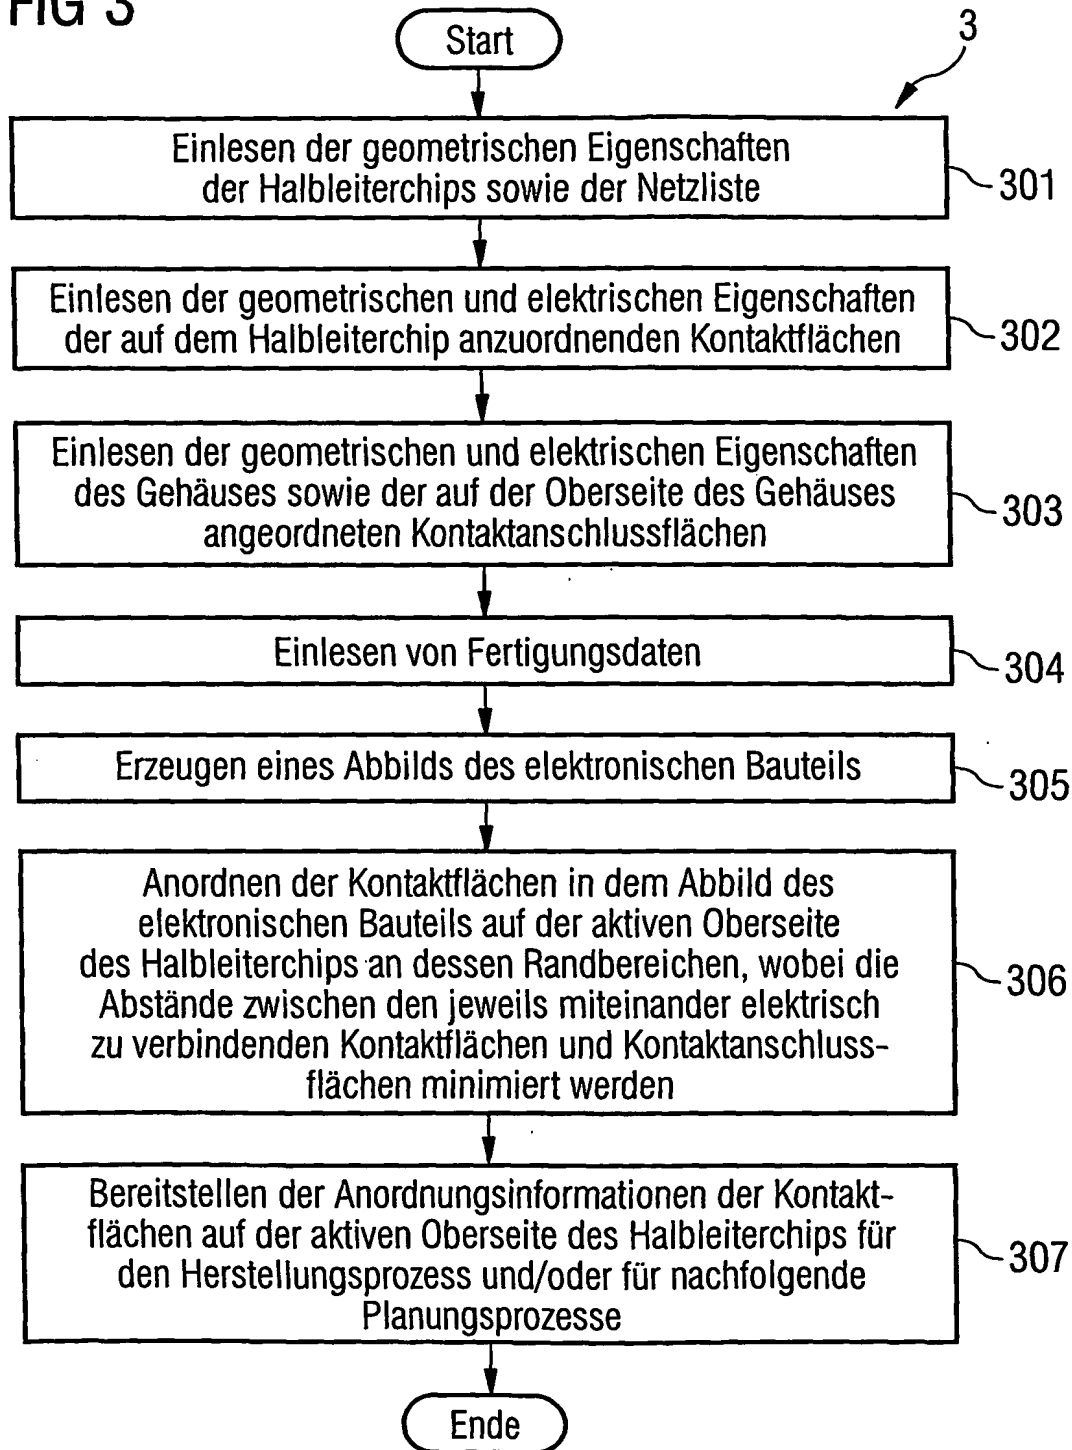 FIG 3
Start
3
Einlesen der geometrischen Eigenschaften
der Halbleiterchips sowie der Netzliste
301
Einlesen der geometrischen und elektrischen Eigenschaften
der auf dem Halbleiterchip anzuordnenden Kontaktflächen
302
Einlesen der geometrischen und elektrischen Eigenschaften
des Gehäuses sowie der auf der Oberseite des Gehäuses
angeordneten Kontaktanschlussflächen
303
Einlesen von Fertigungsdaten
304
Erzeugen eines Abbilds des elektronischen Bauteils
305
Anordnen der Kontaktflächen in dem Abbild des
elektronischen Bauteils auf der aktiven Oberseite
des Halbleiterchips an dessen Randbereichen, wobei die
Abstände zwischen den jeweils miteinander elektrisch
zu verbindenden Kontaktflächen und Kontaktanschluss-
flächen minimiert werden
306
Bereitstellen der Anordnungsinformationen der Kontakt-
flächen auf der aktiven Oberseite des Halbleiterchips für
den Herstellungsprozess und/oder für nachfolgende
Planungsprozesse
307
Ende